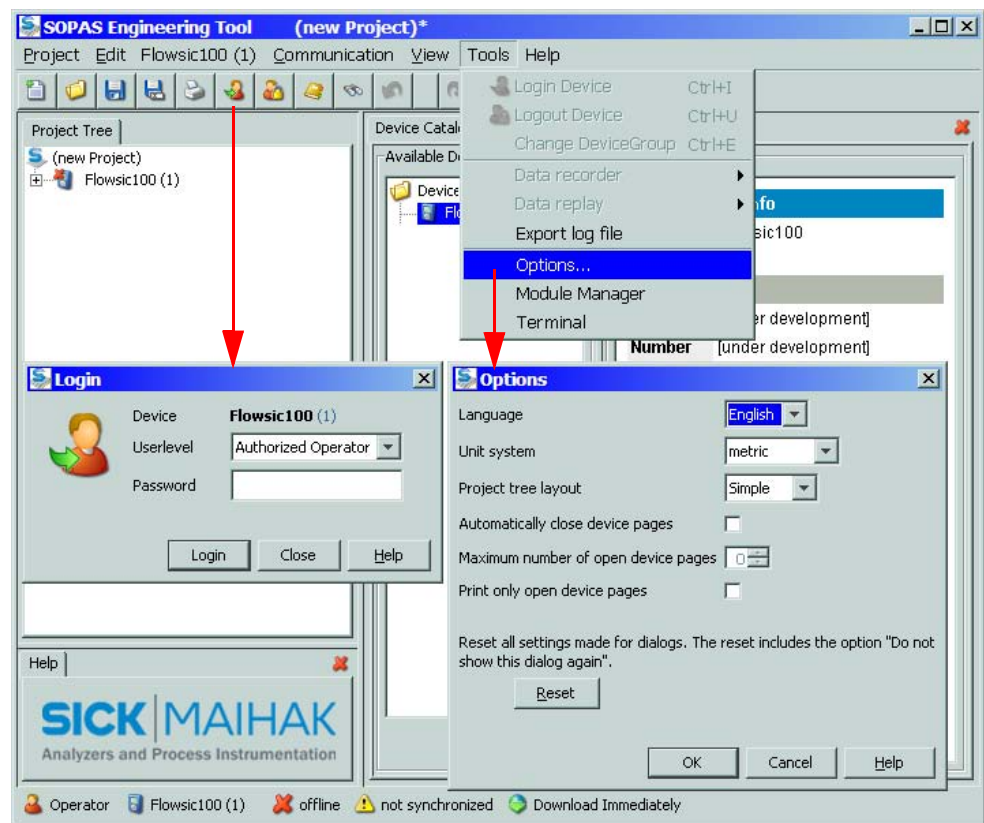 SOPAS Engineering Tool (new Project)*
Project Edit Flowsic100 (1) Communication View Tools Help
Login Device Ctrl+I
Logout Device Ctrl+U
Change DeviceGroup Ctrl+E
Data recorder
Data replay
Export log file
Options...
Module Manager
Terminal
Project Tree
(new Project)
Flowsic100 (1)
Device Cata
Available D
Device
Fl
fo
sic100
er development]
Number [under development]
Login
Device Flowsic100 (1)
Userlevel Authorized Operator
Password
Login Close Help
Options
Language English
Unit system metric
Project tree layout Simple
Automatically close device pages
Maximum number of open device pages 0
Print only open device pages
Reset all settings made for dialogs. The reset includes the option "Do not
show this dialog again".
Reset
OK Cancel Help
Help
SICK MAIHAK
Analyzers and Process Instrumentation
Operator Flowsic100 (1) offline not synchronized Download Immediately